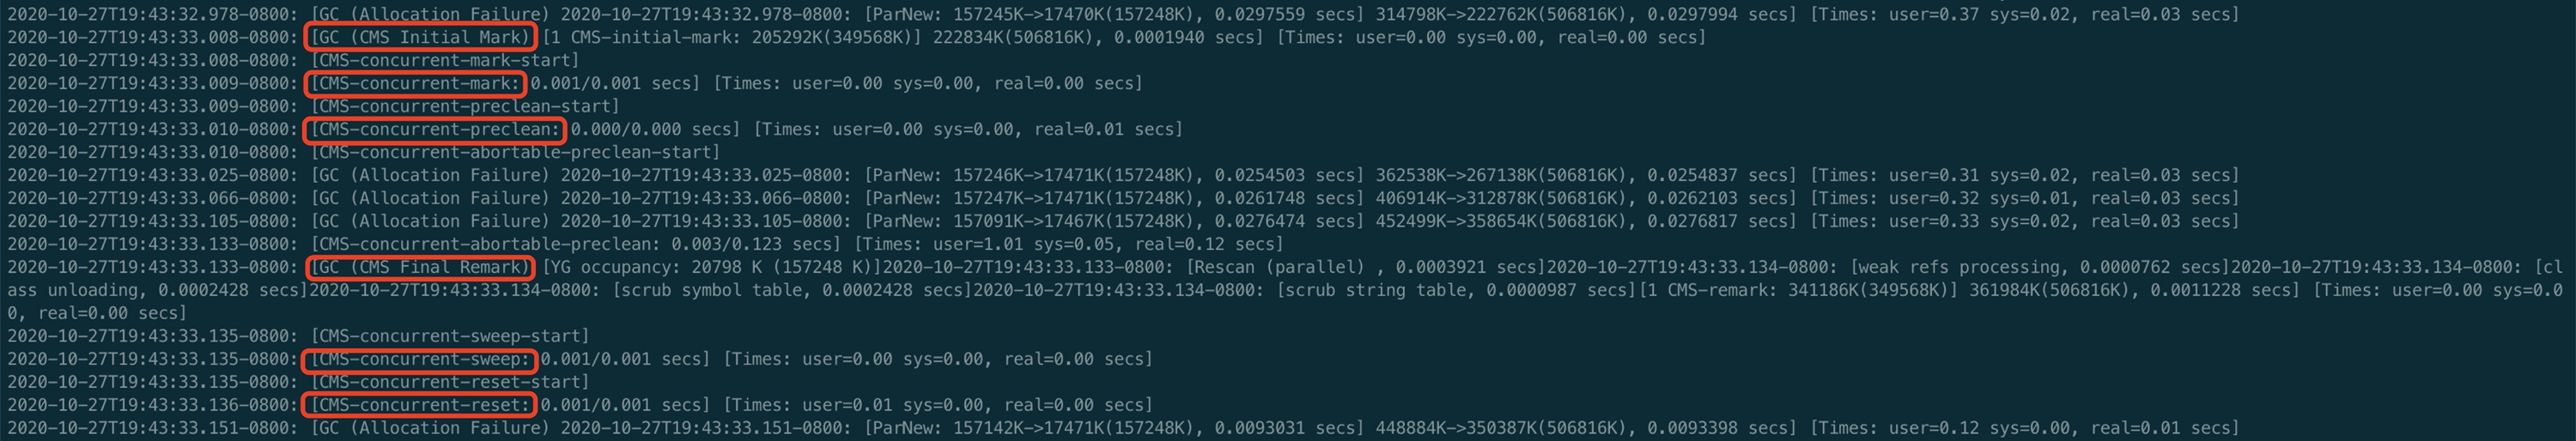 2020-10-27T19:43:32.978-0800: [GC (Allocation Failure) 2020-10-27T19:43:32.978-0800: [ParNew: 157245K->17470K(157248K), 0.0297559 secs] 314798K->222762K(506816K), 0.0297994 secs] [Times: user=0.37 sys=0.02, real=0.03 secs]
2020-10-27T19:43:33.008-0800: [GC (CMS Initial Mark) [1 CMS-initial-mark: 205292K(349568K)] 222834K(506816K), 0.0001940 secs] [Times: user=0.00 sys=0.00, real=0.00 secs]
2020-10-27T19:43:33.008-0800: [CMS-concurrent-mark-start]
2020-10-27T19:43:33.009-0800: [CMS-concurrent-mark: 0.001/0.001 secs] [Times: user=0.00 sys=0.00, real=0.00 secs]
2020-10-27T19:43:33.009-0800: [CMS-concurrent-preclean-start]
2020-10-27T19:43:33.010-0800: [CMS-concurrent-preclean: 0.000/0.000 secs] [Times: user=0.00 sys=0.00, real=0.01 secs]
2020-10-27T19:43:33.010-0800: [CMS-concurrent-abortable-preclean-start]
2020-10-27T19:43:33.025-0800: [GC (Allocation Failure) 2020-10-27T19:43:33.025-0800: [ParNew: 157246K->17471K(157248K), 0.0254503 secs] 362538K->267138K(506816K), 0.0254837 secs] [Times: user=0.31 sys=0.02, real=0.03 secs]
2020-10-27T19:43:33.066-0800: [GC (Allocation Failure) 2020-10-27T19:43:33.066-0800: [ParNew: 157247K->17471K(157248K), 0.0261748 secs] 406914K->312878K(506816K), 0.0262103 secs] [Times: user=0.32 sys=0.01, real=0.03 secs]
2020-10-27T19:43:33.105-0800: [GC (Allocation Failure) 2020-10-27T19:43:33.105-0800: [ParNew: 157091K->17467K(157248K), 0.0276474 secs] 452499K->358654K(506816K), 0.0276817 secs] [Times: user=0.33 sys=0.02, real=0.03 secs]
2020-10-27T19:43:33.133-0800: [CMS-concurrent-abortable-preclean: 0.003/0.123 secs] [Times: user=1.01 sys=0.05, real=0.12 secs]
2020-10-27T19:43:33.133-0800: [GC (CMS Final Remark) [YG occupancy: 20798 K (157248 K)]2020-10-27T19:43:33.133-0800: [Rescan (parallel) , 0.0003921 secs]2020-10-27T19:43:33.134-0800: [weak refs processing, 0.0000762 secs]2020-10-27T19:43:33.134-0800: [cl
ass unloading, 0.0002428 secs]2020-10-27T19:43:33.134-0800: [scrub symbol table, 0.0002428 secs]2020-10-27T19:43:33.134-0800: [scrub string table, 0.0000987 secs][1 CMS-remark: 341186K(349568K)] 361984K(506816K), 0.0011228 secs] [Times: user=0.00 sys=0.0
0, real=0.00 secs]
2020-10-27T19:43:33.135-0800: [CMS-concurrent-sweep-start]
2020-10-27T19:43:33.135-0800: [CMS-concurrent-sweep: 0.001/0.001 secs] [Times: user=0.00 sys=0.00, real=0.00 secs]
2020-10-27T19:43:33.135-0800: [CMS-concurrent-reset-start]
2020-10-27T19:43:33.136-0800: [CMS-concurrent-reset: 0.001/0.001 secs] [Times: user=0.01 sys=0.00, real=0.00 secs]
2020-10-27T19:43:33.151-0800: [GC (Allocation Failure) 2020-10-27T19:43:33.151-0800: [ParNew: 157142K->17471K(157248K), 0.0093031 secs] 448884K->350387K(506816K), 0.0093398 secs] [Times: user=0.12 sys=0.00, real=0.01 secs]